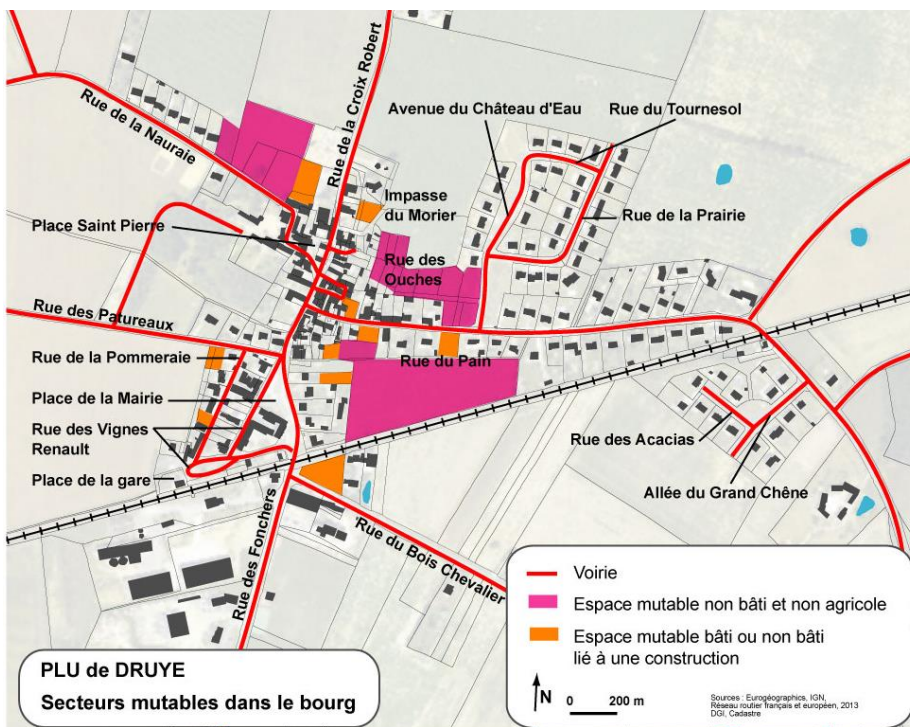 Rue de la Croix Robert
Avenue du Château d'Eau
Rue du Tournesol
Rue de la Nauraie
Impasse
du Morier
Rue de la Prairie
Place Saint Pierre
Rue des
Ouches
Rue des Patureaux
Rue de la Pommeraie
Rue du Pain
Place de la Mairie
Rue des Vignes
Renault
Rue des Acacias
Place de la gare
Allée du Grand Chêne
Rue des Fonchers
Rue du Bois Chevalier
Voirie
Espace mutable non bâti et non agricole
Espace mutable bâti ou non bâti
lié à une construction
PLU de DRUYE
Secteurs mutables dans le bourg
N
0 200 m
Sources : Eurogéographics, IGN,
Réseau routier français et européen, 2013
DGI, Cadastre